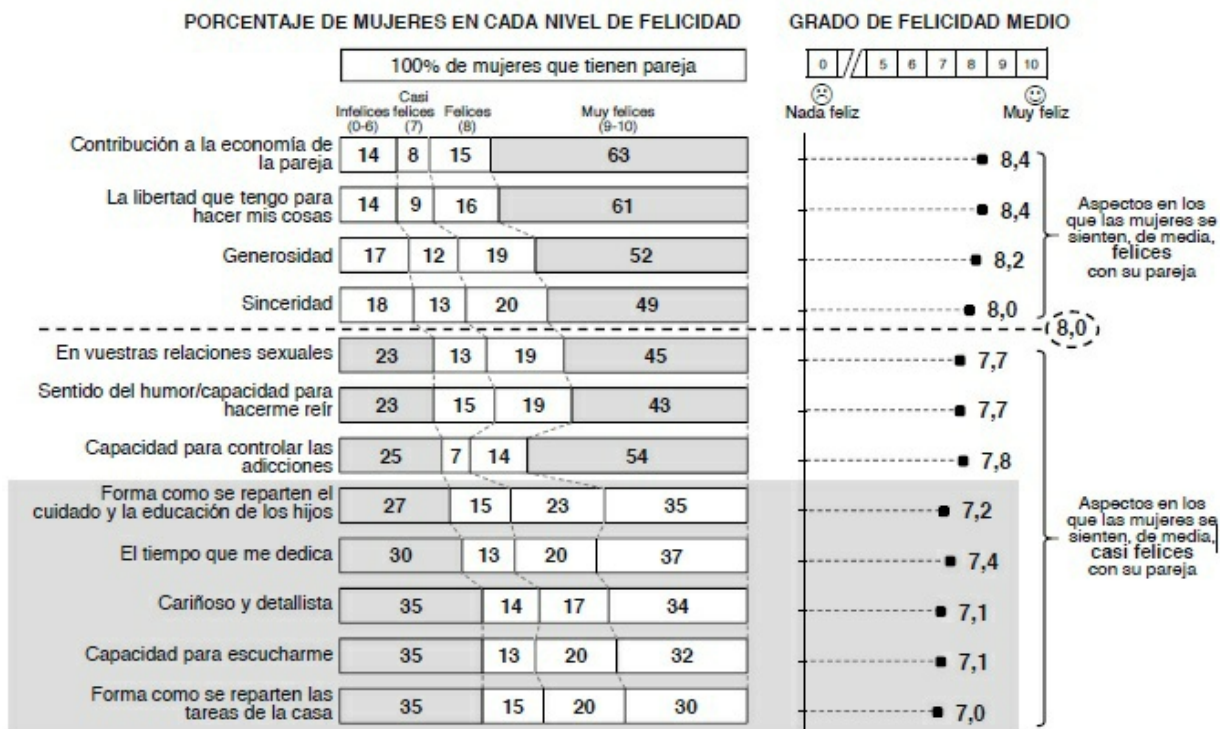 PORCENTAJE DE MUJERES EN CADA NIVEL DE FELICIDAD
GRADO DE FELICIDAD MEDIO
100% de mujeres que tienen pareja
0 5 6 7 8 9 10
Nada feliz
Muy feliz
Infelices (0-6)
Casi felices (7)
Felices (8)
Muy felices (9-10)
Contribución a la economía de
la pareja
14 8 15 63
8,4
La libertad que tengo para
hacer mis cosas
14 9 16 61
8,4
Generosidad
17 12 19 52
8,2
Sinceridad
18 13 20 49
8,0
Aspectos en los
que las mujeres se
sienten, de media,
felices
con su pareja
8,0
En vuestras relaciones sexuales
23 13 19 45
7,7
Sentido del humor/capacidad para
hacerme reír
23 15 19 43
7,7
Capacidad para controlar las
adicciones
25 7 14 54
7,8
Forma como se reparten el
cuidado y la educación de los hijos
27 15 23 35
7,2
El tiempo que me dedica
30 13 20 37
7,4
Cariñoso y detallista
35 14 17 34
7,1
Capacidad para escucharme
35 13 20 32
7,1
Forma como se reparten las
tareas de la casa
35 15 20 30
7,0
Aspectos en los
que las mujeres se
sienten, de media,
casi felices
con su pareja